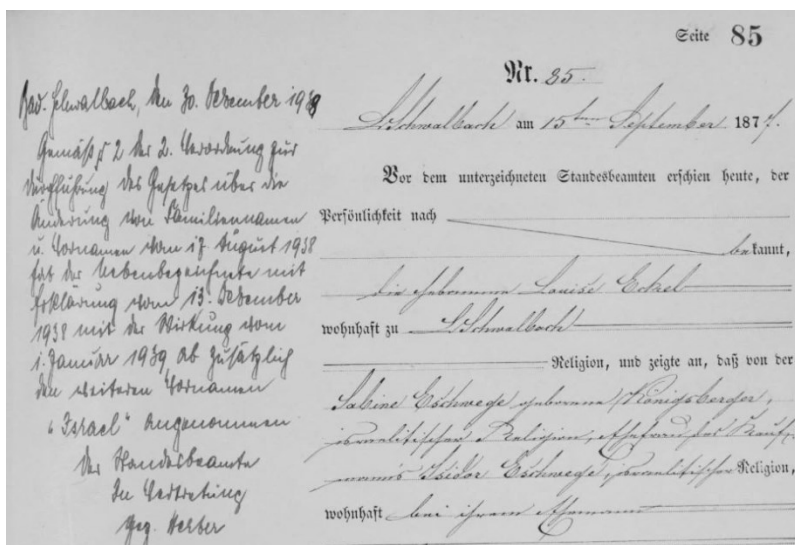 Seite 85
Nr. 85.
Bad. Schwalbach, den 30. Dezember 1938
Gemäß § 2 der 2. Verordnung zur
Durchführung des Gesetzes über die
Änderung von Familiennamen
u. Vornamen vom 17 August 1938
hat der Nebenbezeichnete mit
Erklärung vom 13. Dezember
1938 mit der Wirkung vom
1. Januar 1939 ab zusätzlich
den weiteren Vornamen
"Israel" angenommen
Der Standesbeamte
In Vertretung
gez. Herber
L. Schwalbach am 15ten September 1877.
Vor dem unterzeichneten Standesbeamten erschien heute, der
Persönlichkeit nach
bekannt,
die Hebamme Louise Eckel
wohnhaft zu L. Schwalbach
Religion, und zeigte an, daß von der
Sabine Eschwege geborene Königsberger,
israelitischer Religion, Ehefrau des Kauf-
manns Isidor Eschwege, israelitischer Religion,
wohnhaft bei ihrem Ehemann